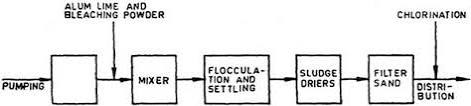 ALUM LIME AND
BLEACHING POWDER
CHLORINATION
PUMPING
MIXER
FLOCCULA-
TION AND
SETTLING
SLUDGE
DRIERS
FILTER
SAND
DISTRI-
BUTION